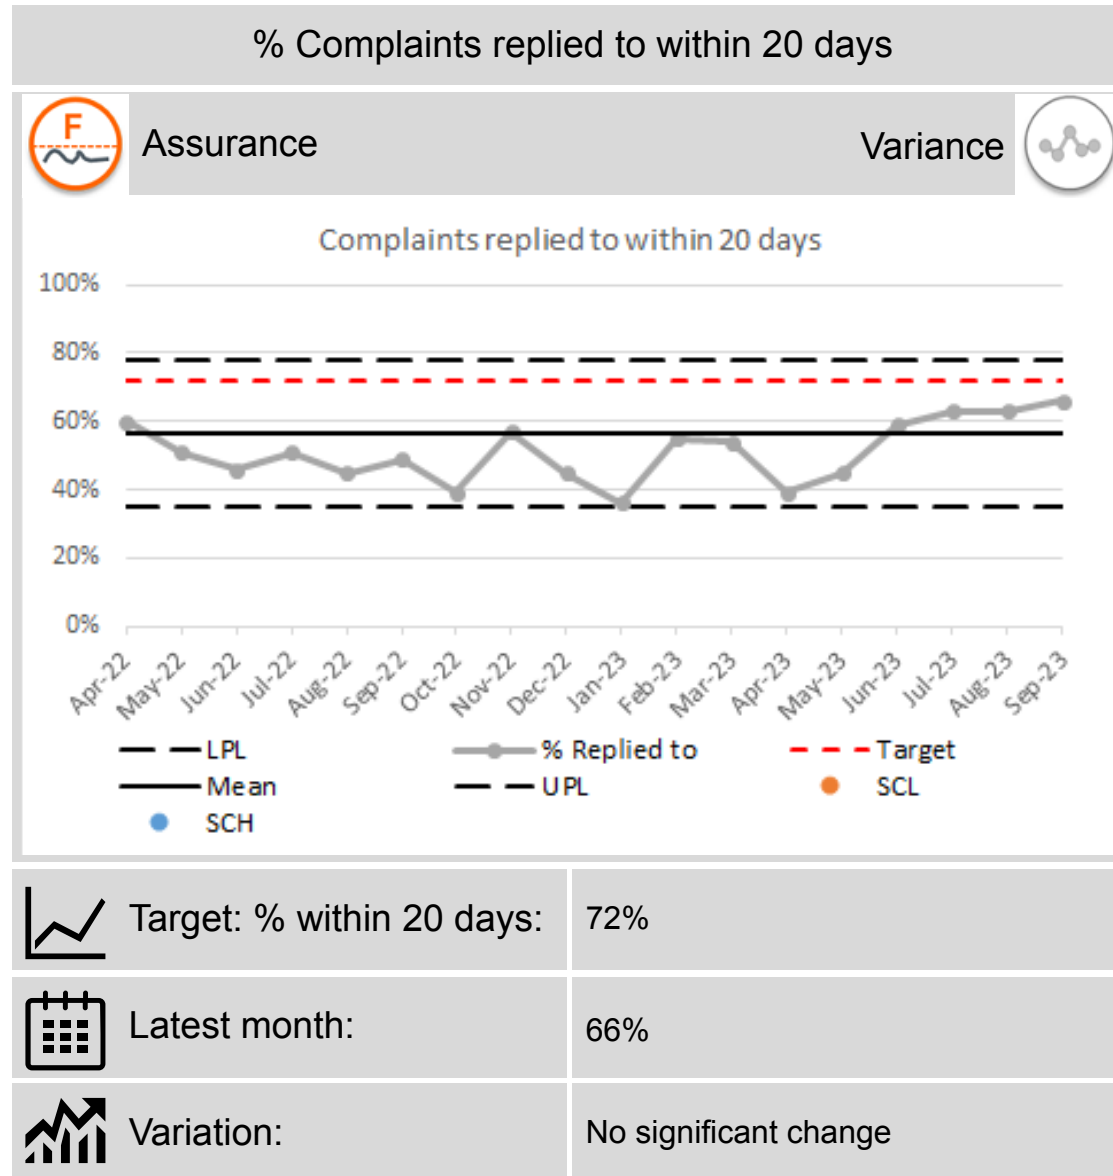 % Complaints replied to within 20 days
F
Assurance
Variance
Complaints replied to within 20 days
100%
80%
60%
40%
20%
0%
Apr-22
May-22
Jun-22
Jul-22
Aug-22
Sep-22
Oct-22
Nov-22
Dec-22
Jan-23
Feb-23
Mar-23
Apr-23
May-23
Jun-23
Jul-23
Aug-23
Sep-23
LPL % Replied to Target
Mean UPL SCL
SCH
Target: % within 20 days: 72%
Latest month: 66%
Variation: No significant change